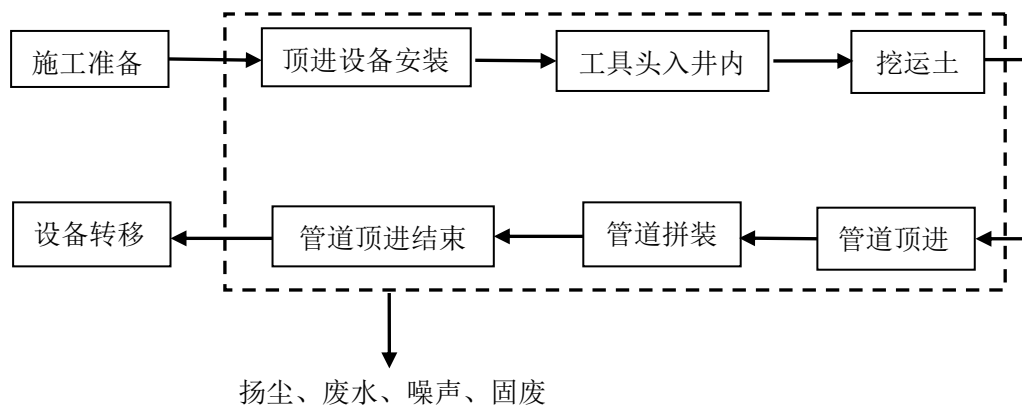 施工准备
顶进设备安装
工具头入井内
挖运土
设备转移
管道顶进结束
管道拼装
管道顶进
扬尘、废水、噪声、固废